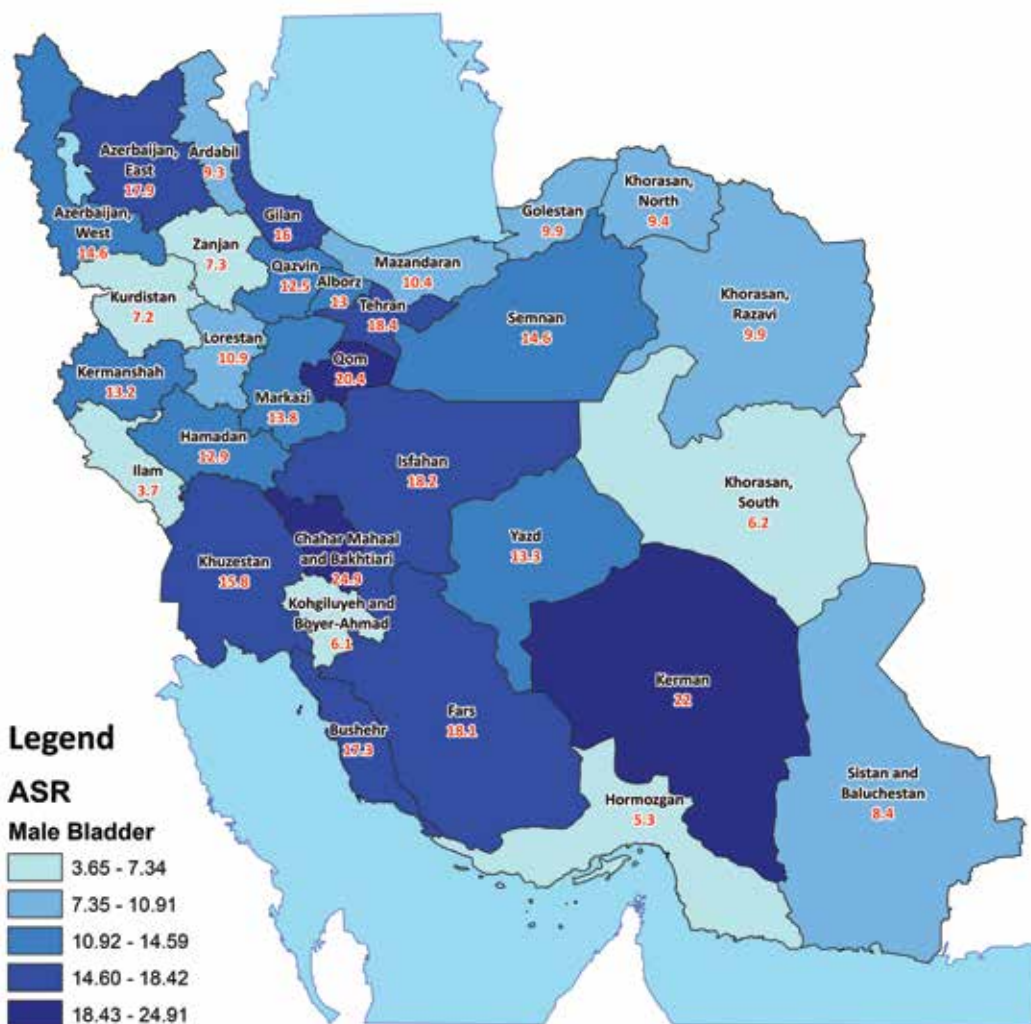 Azerbaijan,
East
17.9
Ardabil
9.3
Azerbaijan,
West
14.6
Gilan
16
Zanjan
7.3
Golestan
9.9
Khorasan,
North
9.4
Qazvin
12.5
Alborz
13
Mazandaran
10.4
Tehran
18.4
Kurdistan
7.2
Semnan
14.6
Khorasan,
Razavi
9.9
Lorestan
10.9
Qom
20.4
Kermanshah
13.2
Markazi
13.8
Hamadan
12.9
Isfahan
18.2
Ilam
3.7
Khorasan,
South
6.2
Chahar Mahaal
and Bakhtiari
24.9
Yazd
13.3
Khuzestan
15.8
Kohgiluyeh and
Boyer-Ahmad
6.1
Kerman
22
Fars
18.1
Bushehr
17.3
Sistan and
Baluchestan
8.4
Hormozgan
5.3
Legend
ASR
Male Bladder
3.65 - 7.34
7.35 - 10.91
10.92 - 14.59
14.60 - 18.42
18.43 - 24.91